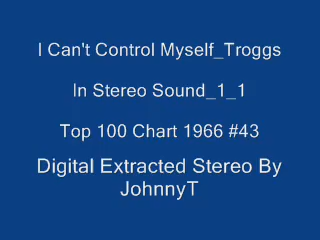 I Can't Control Myself_Troggs
In Stereo Sound_1_1
Top 100 Chart 1966 #43
Digital Extracted Stereo By
JohnnyT